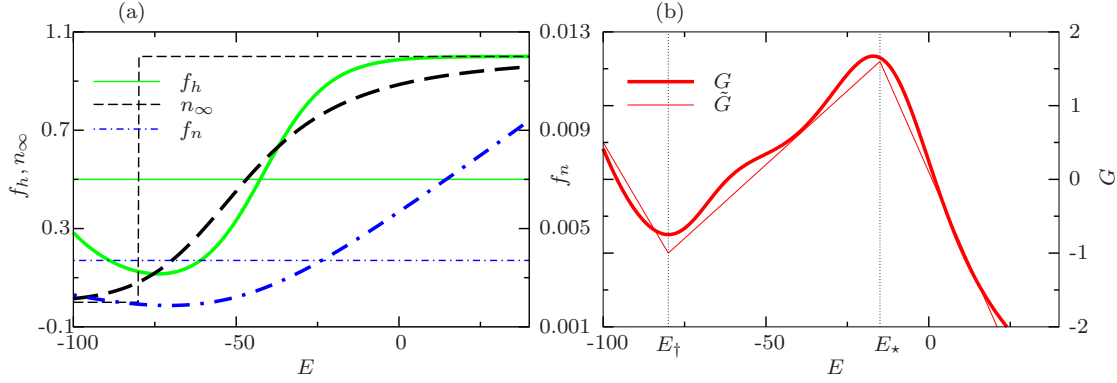 (a)
(b)
1.1
0.7
0.3
-0.1
f_h, n_∞
f_h
n_∞
f_n
-100
-50
0
E
0.013
0.009
0.005
0.001
f_n
G
G̃
2
1
0
-1
-2
G
-100
E_†
-50
E_⋆
0
E